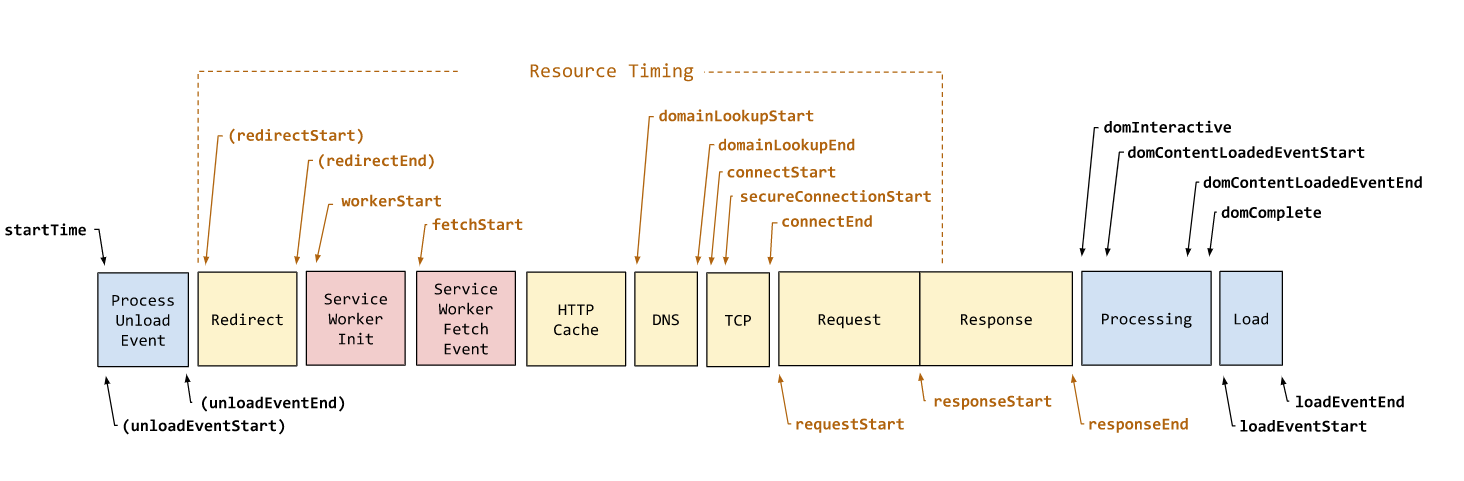 Resource Timing
domainLookupStart
(redirectStart)
domInteractive
domainLookupEnd
domContentLoadedEventStart
(redirectEnd)
connectStart
domContentLoadedEventEnd
secureConnectionStart
workerStart
domComplete
connectEnd
fetchStart
startTime
Process
Unload
Event
Redirect
Service
Worker
Init
Service
Worker
Fetch
Event
HTTP
Cache
DNS
TCP
Request
Response
Processing
Load
(unloadEventEnd)
(unloadEventStart)
responseStart
requestStart
responseEnd
loadEventEnd
loadEventStart